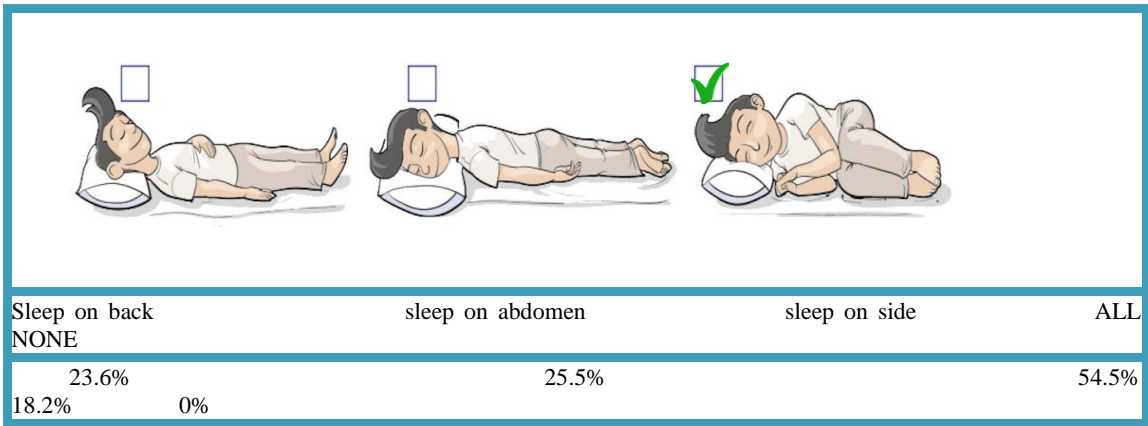 Sleep on back sleep on abdomen sleep on side ALL
NONE
23.6% 25.5% 54.5%
18.2% 0%